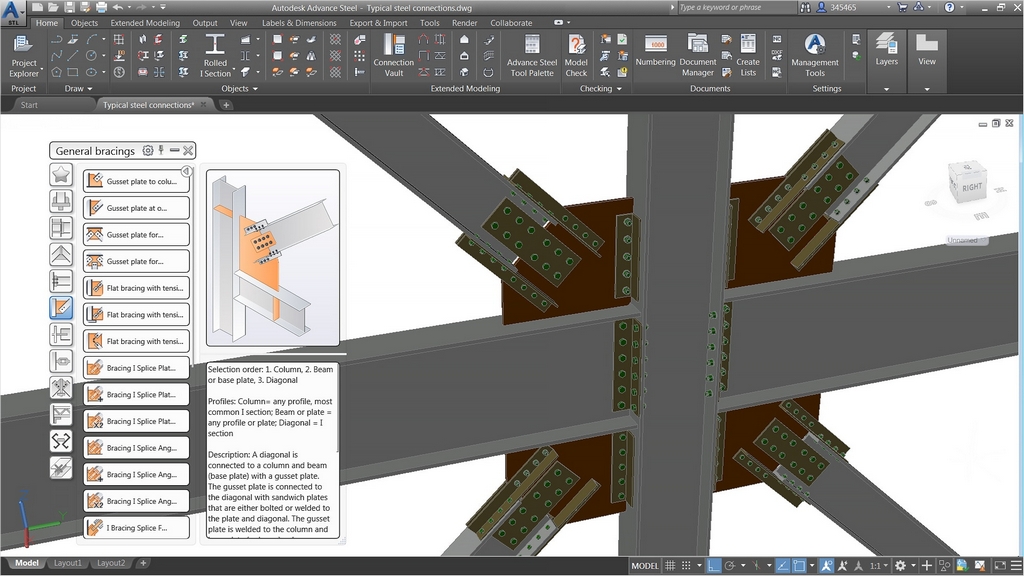 Autodesk Advance Steel - Typical steel connections.dwg
Type a keyword or phrase
345465
STL
Home Objects Extended Modeling Output View Labels & Dimensions Export & Import Tools Render Collaborate
Project Explorer
Rolled I Section
Connection Vault
Advance Steel Tool Palette
Model Check
Numbering
1000
Document Manager
Create Lists
DXF
Management Tools
Layers
View
Project Draw Objects Extended Modeling Checking Documents Settings
Start Typical steel connections*
General bracings
Gusset plate to colu...
Gusset plate at o...
Gusset plate for...
Gusset plate for...
Flat bracing with tensi...
Flat bracing with tensi...
Flat bracing with tensi...
Bracing I Splice Plat...
Bracing I Splice Plat...
Bracing I Splice Plat...
Bracing I Splice Ang...
Bracing I Splice Ang...
Bracing I Splice Ang...
I Bracing Splice F...
Selection order: 1. Column, 2. Beam
or base plate, 3. Diagonal
Profiles: Column= any profile, most
common I section; Beam or plate =
any profile or plate; Diagonal = I
section
Description: A diagonal is
connected to a column and beam
(base plate) with a gusset plate.
The gusset plate is connected to
the diagonal with sandwich plates
that are either bolted or welded to
the plate and diagonal. The gusset
plate is welded to the column and
RIGHT
Unnamed
Model Layout1 Layout2
MODEL
1:1